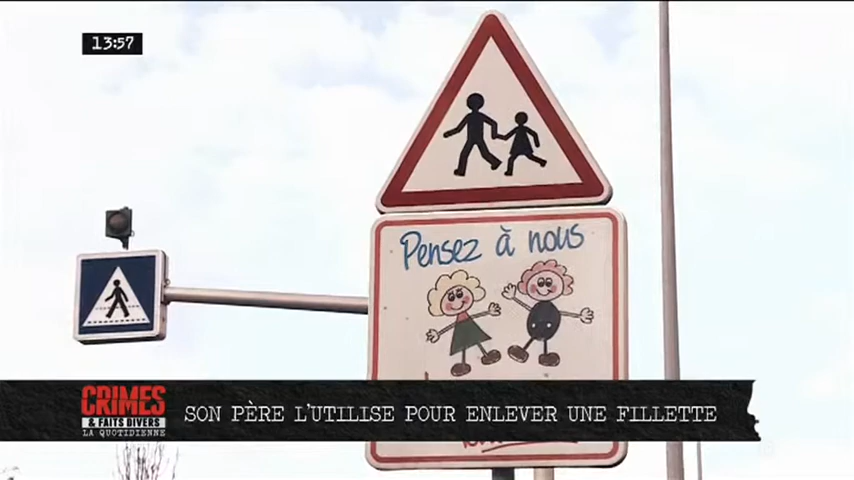 13:57
Pensez à nous
CRIMES
& FAITS DIVERS
LA QUOTIDIENNE
SON PÈRE L'UTILISE POUR ENLEVER UNE FILLETTE